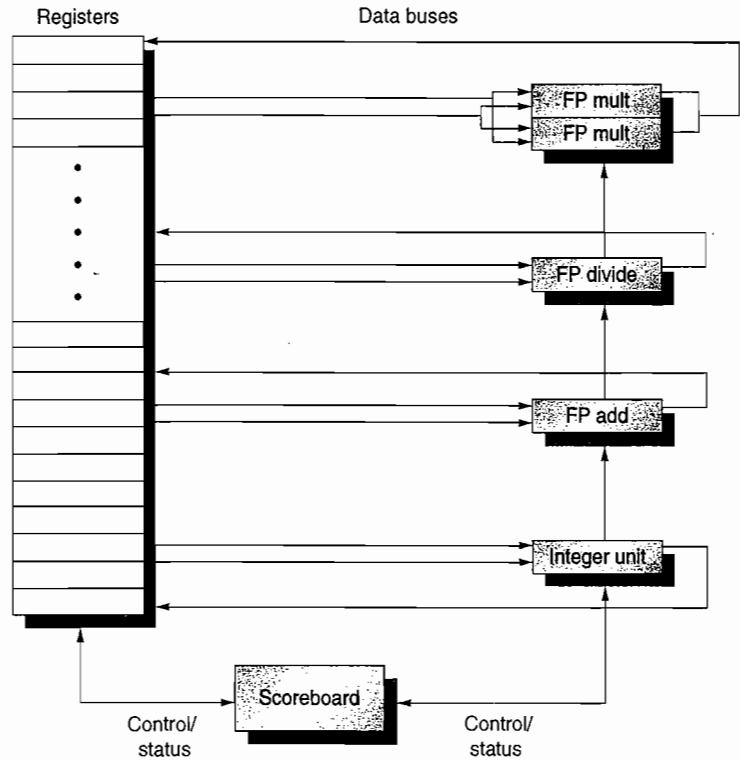 Registers
Data buses
FP mult
FP mult
FP divide
FP add
Integer unit
Scoreboard
Control/
status
Control/
status